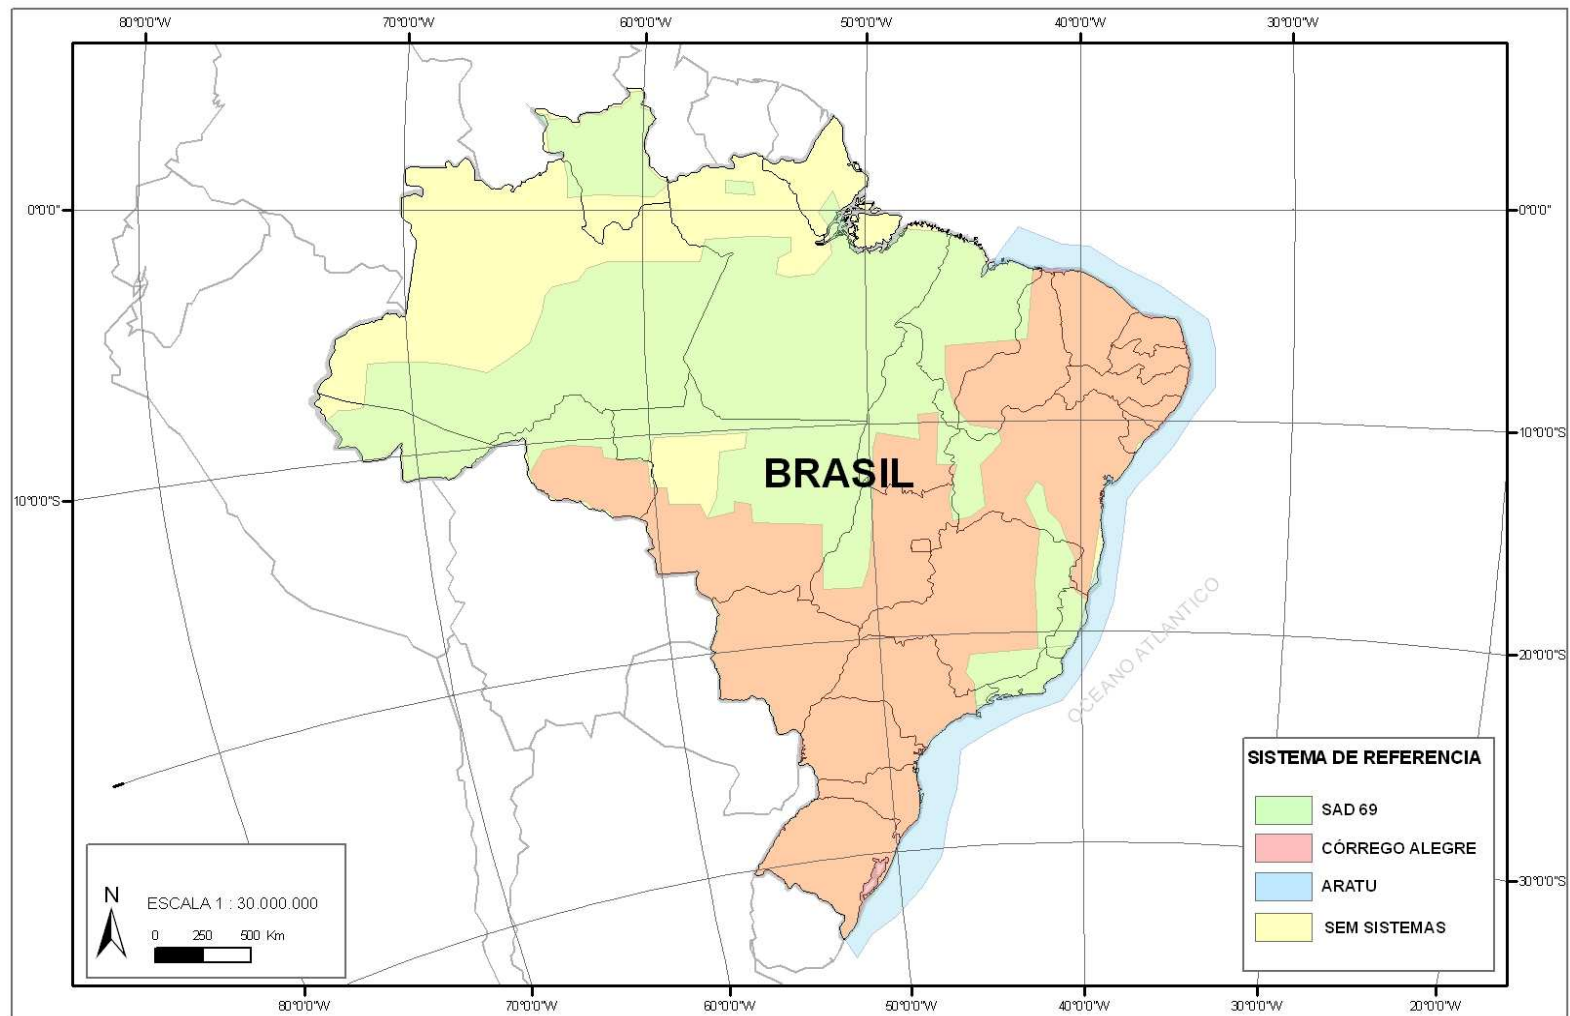 80°0'0"W 70°0'0"W 60°0'0"W 50°0'0"W 40°0'0"W 30°0'0"W
0°0'0" 0°0'0"
10°0'0"S
BRASIL
10°0'0"S
OCEANO ATLANTICO
20°0'0"S
SISTEMA DE REFERENCIA
SAD 69
CÓRREGO ALEGRE
ARATU
SEM SISTEMAS
30°0'0"S
N
ESCALA 1 : 30.000.000
0 250 500 Km
80°0'0"W 70°0'0"W 60°0'0"W 50°0'0"W 40°0'0"W 30°0'0"W 20°0'0"W